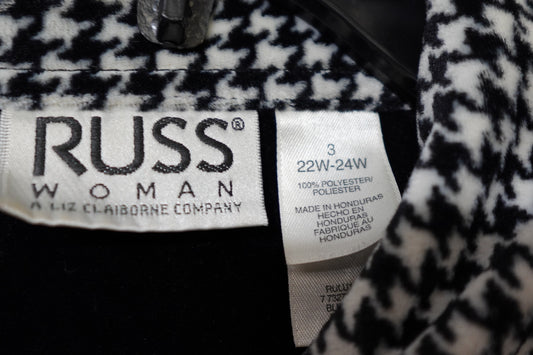 RUSS®
WOMAN
A LIZ CLAIBORNE COMPANY
3
22W-24W
100% POLYESTER/
POLIESTER
MADE IN HONDURAS
HECHO EN
HONDURAS
FABRIQUE AU
HONDURAS